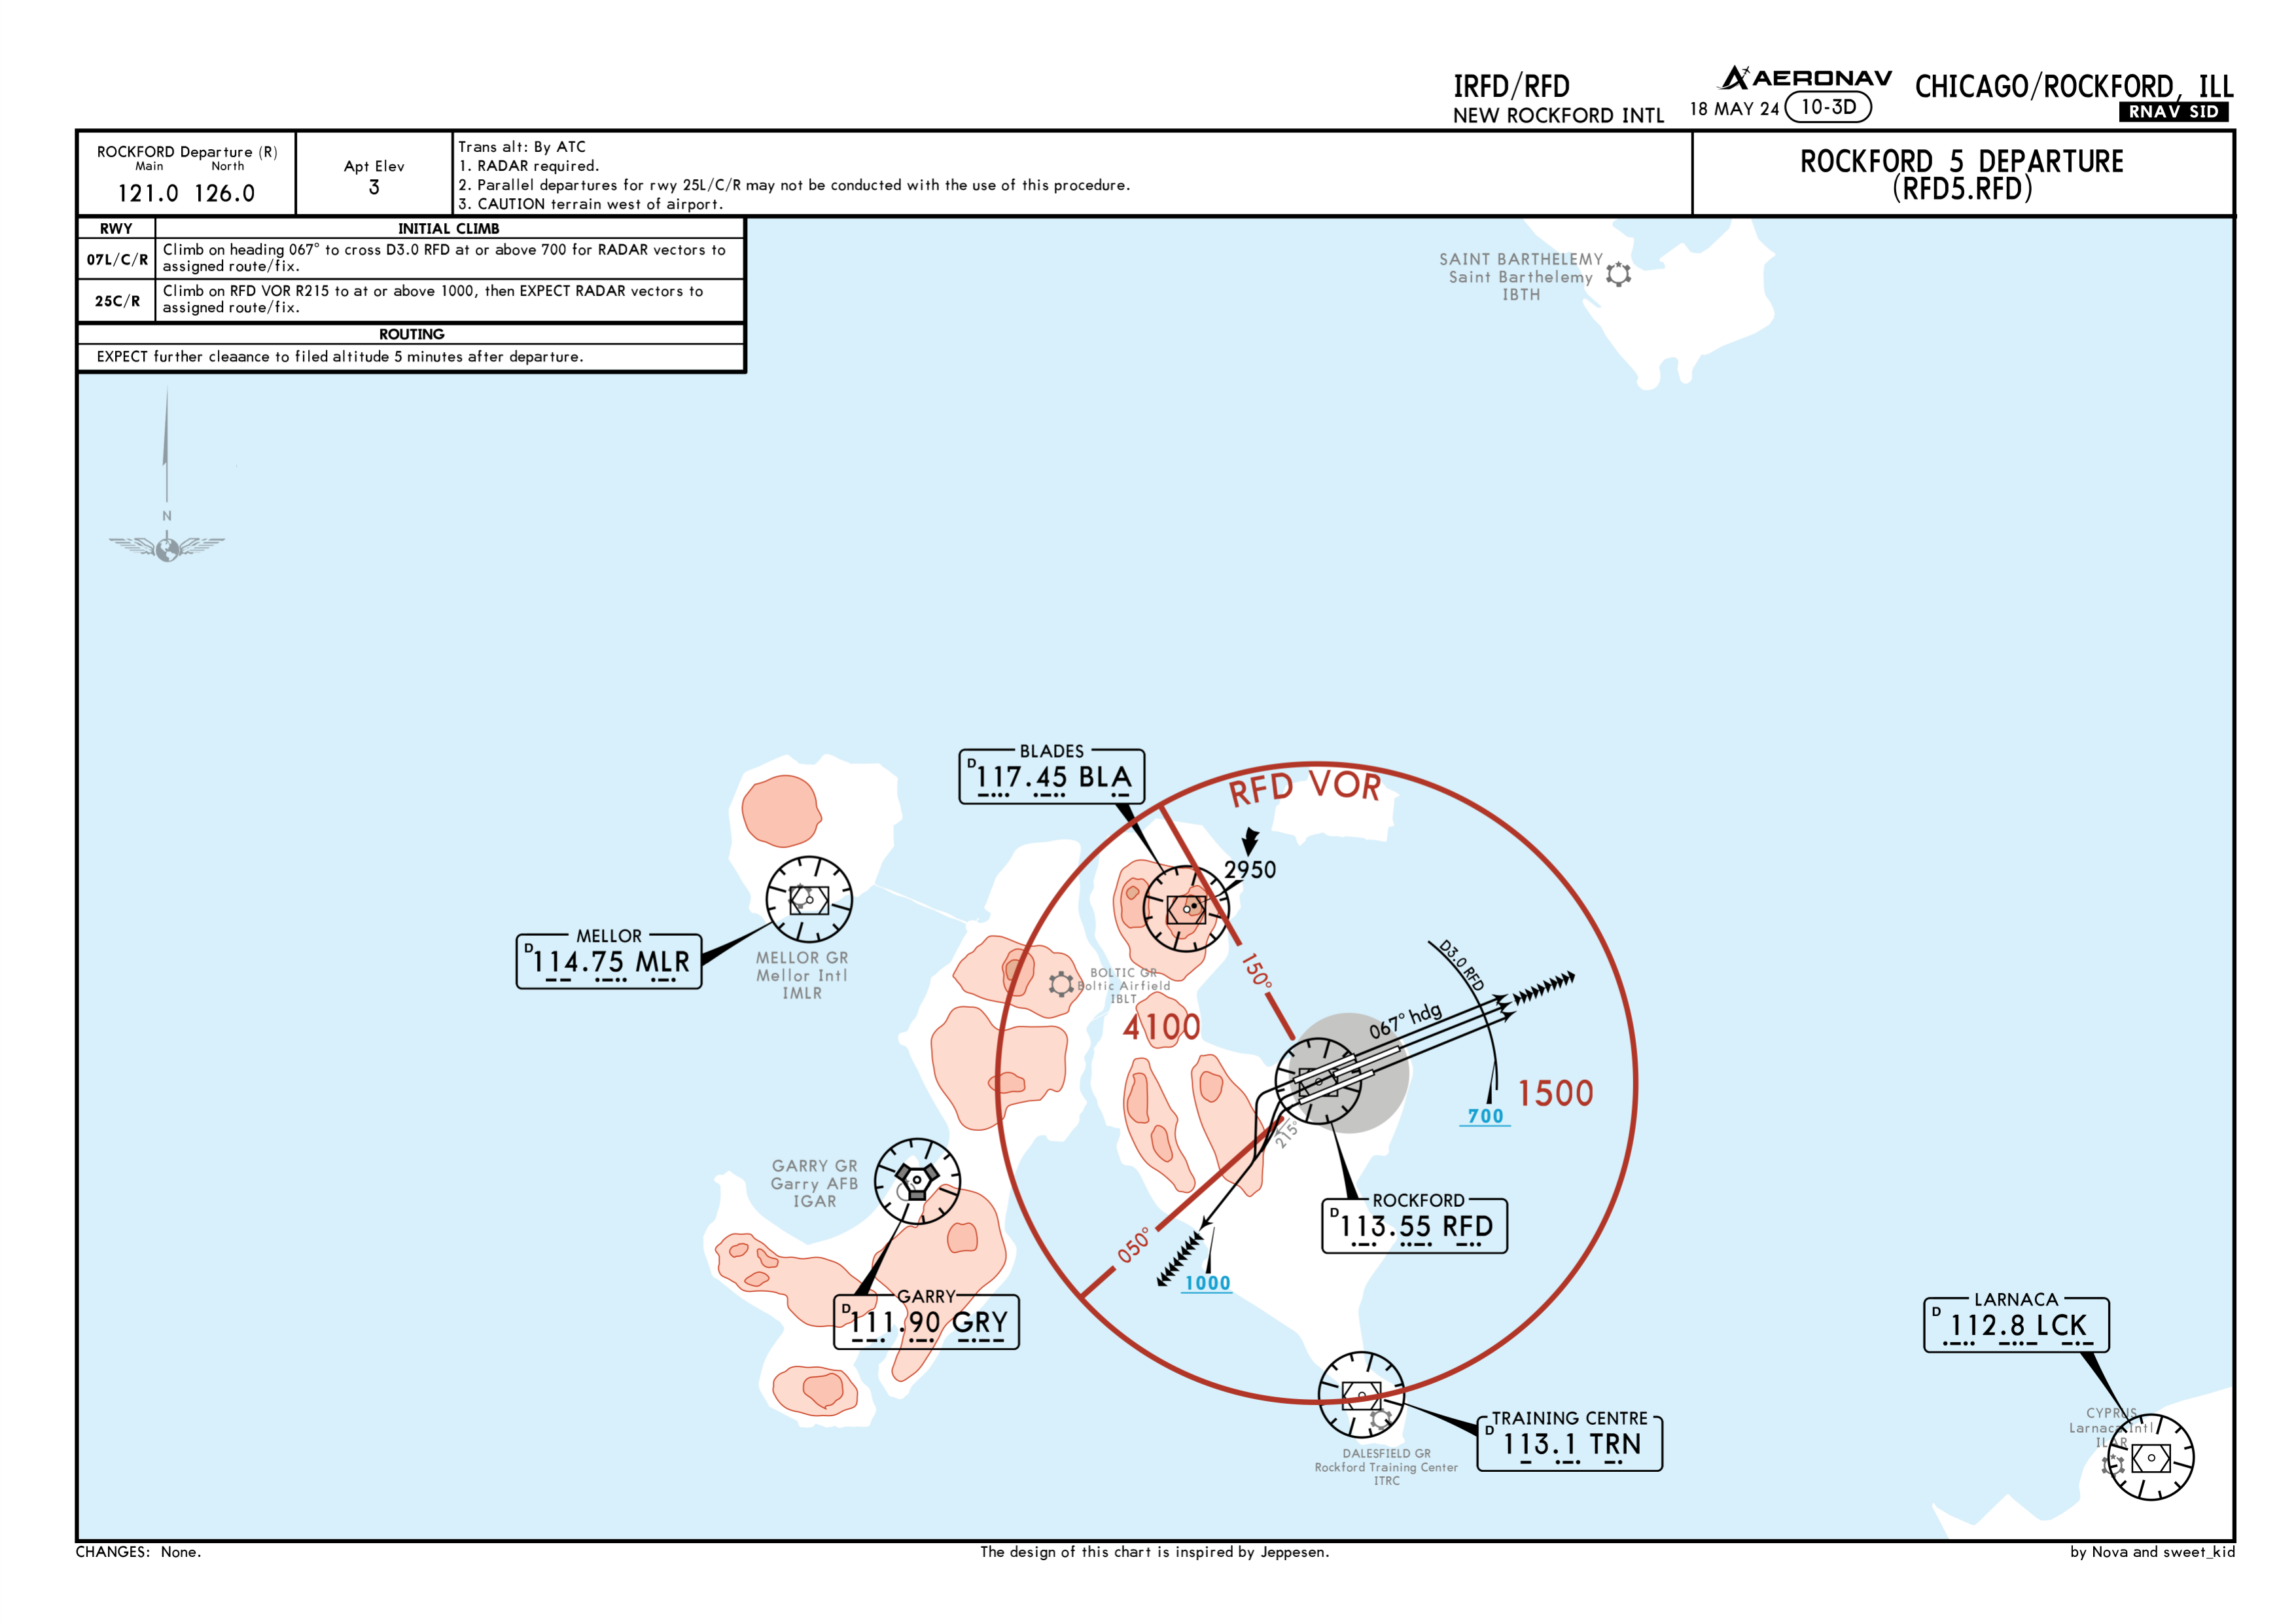 IRFD/RFD
NEW ROCKFORD INTL
AERONAV
18 MAY 24 10-3D
CHICAGO/ROCKFORD, ILL
RNAV SID
ROCKFORD Departure (R)
Main North
121.0 126.0
Apt Elev
3
Trans alt: By ATC
1. RADAR required.
2. Parallel departures for rwy 25L/C/R may not be conducted with the use of this procedure.
3. CAUTION terrain west of airport.
ROCKFORD 5 DEPARTURE
(RFD5.RFD)
RWY INITIAL CLIMB
07L/C/R
Climb on heading 067° to cross D3.0 RFD at or above 700 for RADAR vectors to
assigned route/fix.
25C/R
Climb on RFD VOR R215 to at or above 1000, then EXPECT RADAR vectors to
assigned route/fix.
ROUTING
EXPECT further cleaance to filed altitude 5 minutes after departure.
N
SAINT BARTHELEMY
Saint Barthelemy
IBTH
BLADES
D 117.45 BLA
RFD VOR
2950
MELLOR
D 114.75 MLR
MELLOR GR
Mellor Intl
IMLR
BOLTIC GR
Boltic Airfield
IBLT
150°
4100
D3.0 RFD
067° hdg
1500
700
215°
GARRY GR
Garry AFB
IGAR
ROCKFORD
D 113.55 RFD
050°
1000
GARRY
D 111.90 GRY
LARNACA
D 112.8 LCK
TRAINING CENTRE
D 113.1 TRN
DALESFIELD GR
Rockford Training Center
ITRC
CYPRUS
Larnaca Intl
ILAR
CHANGES: None.
The design of this chart is inspired by Jeppesen.
by Nova and sweet_kid